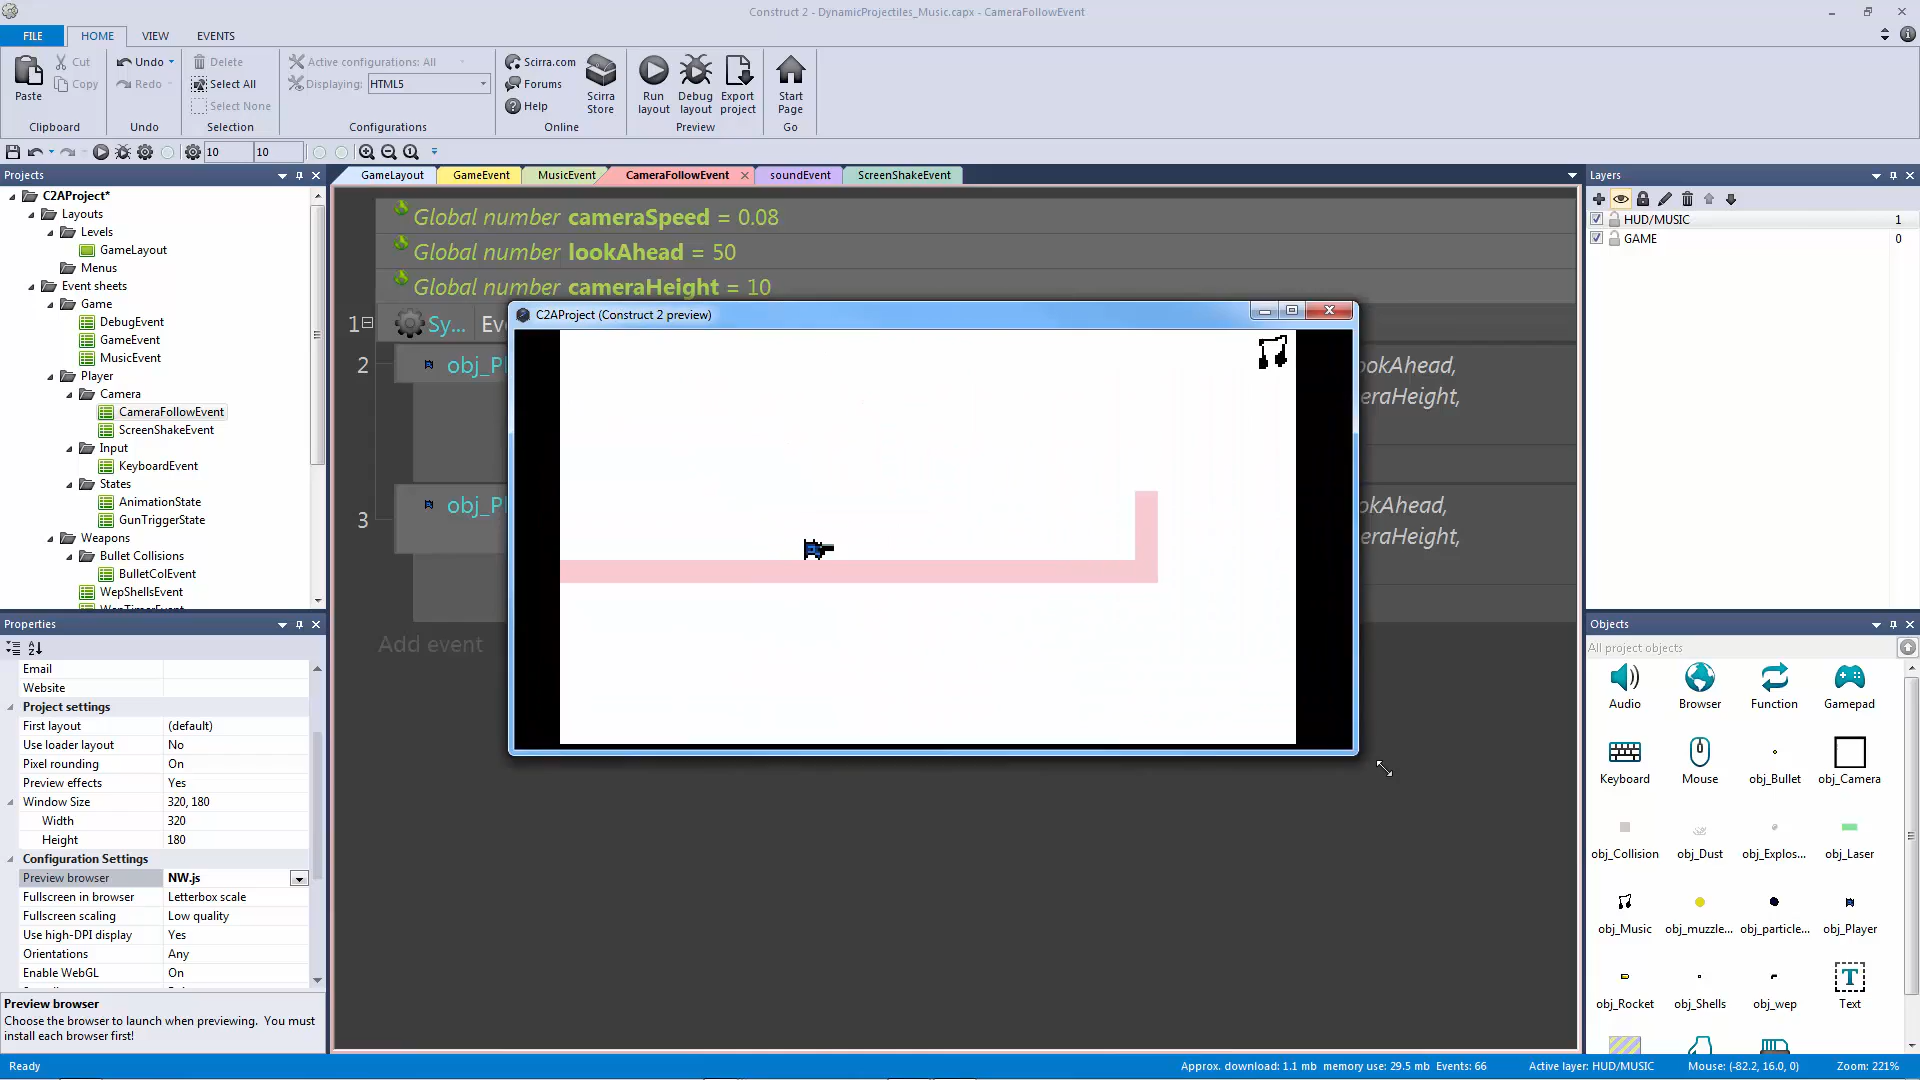 Construct 2 - DynamicProjectiles_Music.capx - CameraFollowEvent
FILE HOME VIEW EVENTS
Paste
Cut
Copy
Clipboard
Undo
Redo
Undo
Delete
Select All
Select None
Selection
Active configurations: All
Displaying: HTML5
Configurations
Scirra.com
Forums
Help
Scirra Store
Online
Run layout
Debug layout
Export project
Preview
Start Page
Go
10 10
Projects
C2AProject*
Layouts
Levels
GameLayout
Menus
Event sheets
Game
DebugEvent
GameEvent
MusicEvent
Player
Camera
CameraFollowEvent
ScreenShakeEvent
Input
KeyboardEvent
States
AnimationState
GunTriggerState
Weapons
Bullet Collisions
BulletColEvent
WepShellsEvent
WepTimerEvent
Properties
Email
Website
Project settings
First layout (default)
Use loader layout No
Pixel rounding On
Preview effects Yes
Window Size 320, 180
Width 320
Height 180
Configuration Settings
Preview browser NW.js
Fullscreen in browser Letterbox scale
Fullscreen scaling Low quality
Use high-DPI display Yes
Orientations Any
Enable WebGL On
Preview browser
Choose the browser to launch when previewing. You must
install each browser first!
GameLayout GameEvent MusicEvent CameraFollowEvent soundEvent ScreenShakeEvent
Global number cameraSpeed = 0.08
Global number lookAhead = 50
Global number cameraHeight = 10
1 Sy...
2 obj_Pl
ookAhead,
eraHeight,
3 obj_Pl
okAhead,
eraHeight,
Add event
C2AProject (Construct 2 preview)
Layers
HUD/MUSIC 1
GAME 0
Objects
All project objects
Audio Browser Function Gamepad
Keyboard Mouse obj_Bullet obj_Camera
obj_Collision obj_Dust obj_Explos... obj_Laser
obj_Music obj_muzzle... obj_particle... obj_Player
obj_Rocket obj_Shells obj_wep Text
Ready
Approx. download: 1.1 mb memory use: 29.5 mb Events: 66 Active layer: HUD/MUSIC Mouse: (-82.2, 16.0, 0) Zoom: 221%